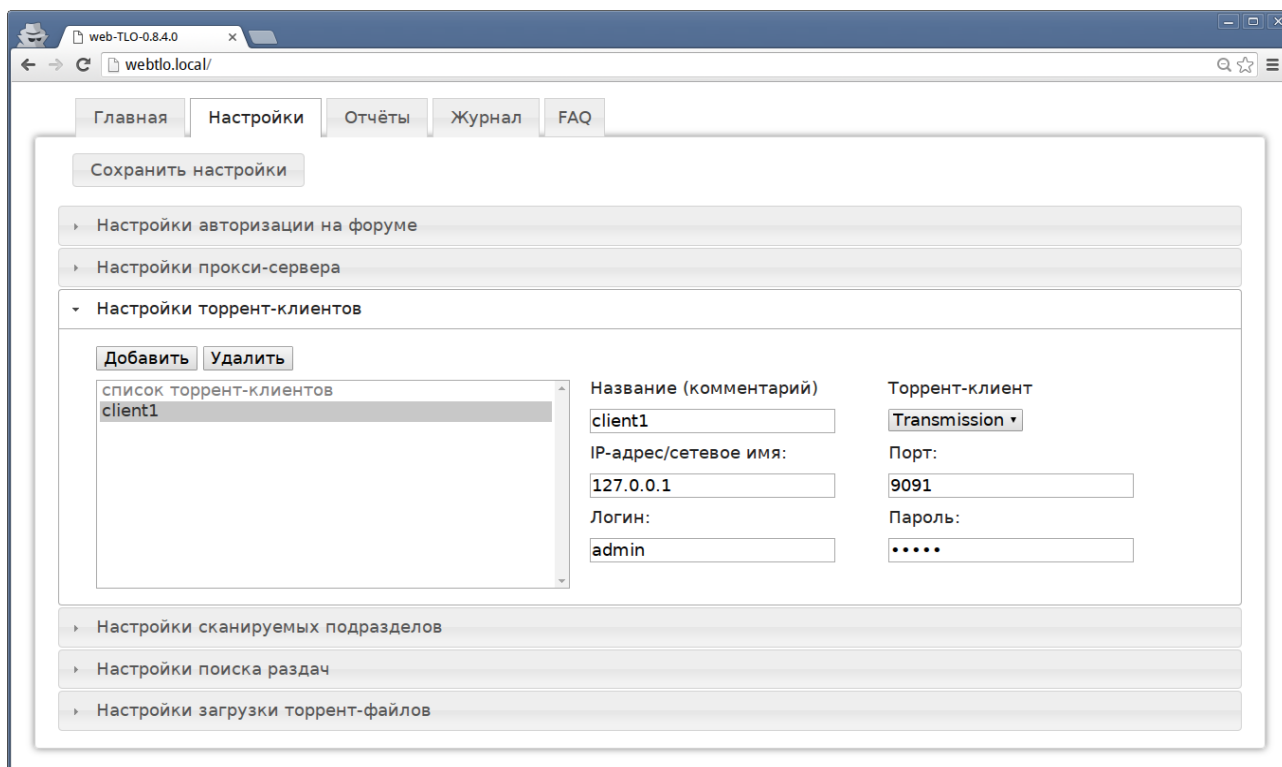 web-TLO-0.8.4.0
webtlo.local/
Главная Настройки Отчёты Журнал FAQ
Сохранить настройки
Настройки авторизации на форуме
Настройки прокси-сервера
Настройки торрент-клиентов
Добавить Удалить
список торрент-клиентов
client1
Название (комментарий) Торрент-клиент
client1 Transmission
IP-адрес/сетевое имя: Порт:
127.0.0.1 9091
Логин: Пароль:
admin •••••
Настройки сканируемых подразделов
Настройки поиска раздач
Настройки загрузки торрент-файлов